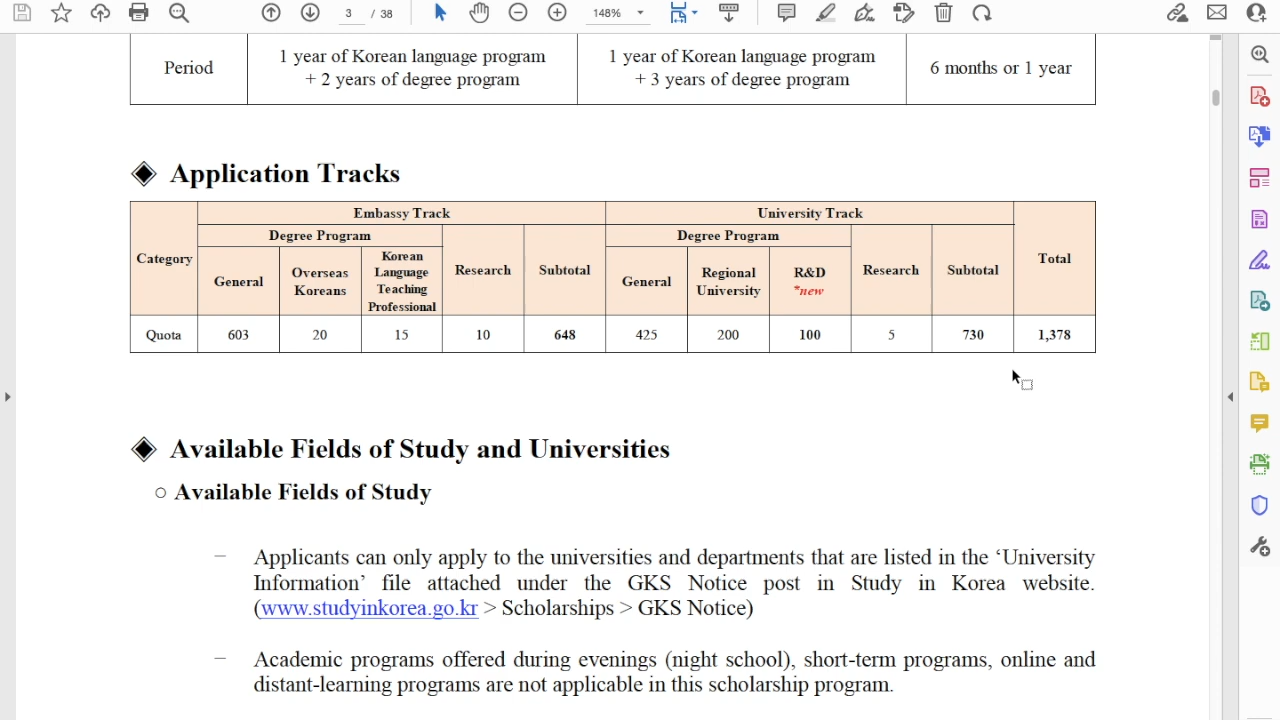 3 / 38 148%
Period
1 year of Korean language program
+ 2 years of degree program
1 year of Korean language program
+ 3 years of degree program
6 months or 1 year
Application Tracks
Category
Embassy Track
University Track
Total
Degree Program
Research
Subtotal
Degree Program
Research
Subtotal
General
Overseas
Koreans
Korean
Language
Teaching
Professional
General
Regional
University
R&D
*new
Quota 603 20 15 10 648 425 200 100 5 730 1,378
Available Fields of Study and Universities
○ Available Fields of Study
– Applicants can only apply to the universities and departments that are listed in the ‘University
Information’ file attached under the GKS Notice post in Study in Korea website.
(www.studyinkorea.go.kr > Scholarships > GKS Notice)
– Academic programs offered during evenings (night school), short-term programs, online and
distant-learning programs are not applicable in this scholarship program.